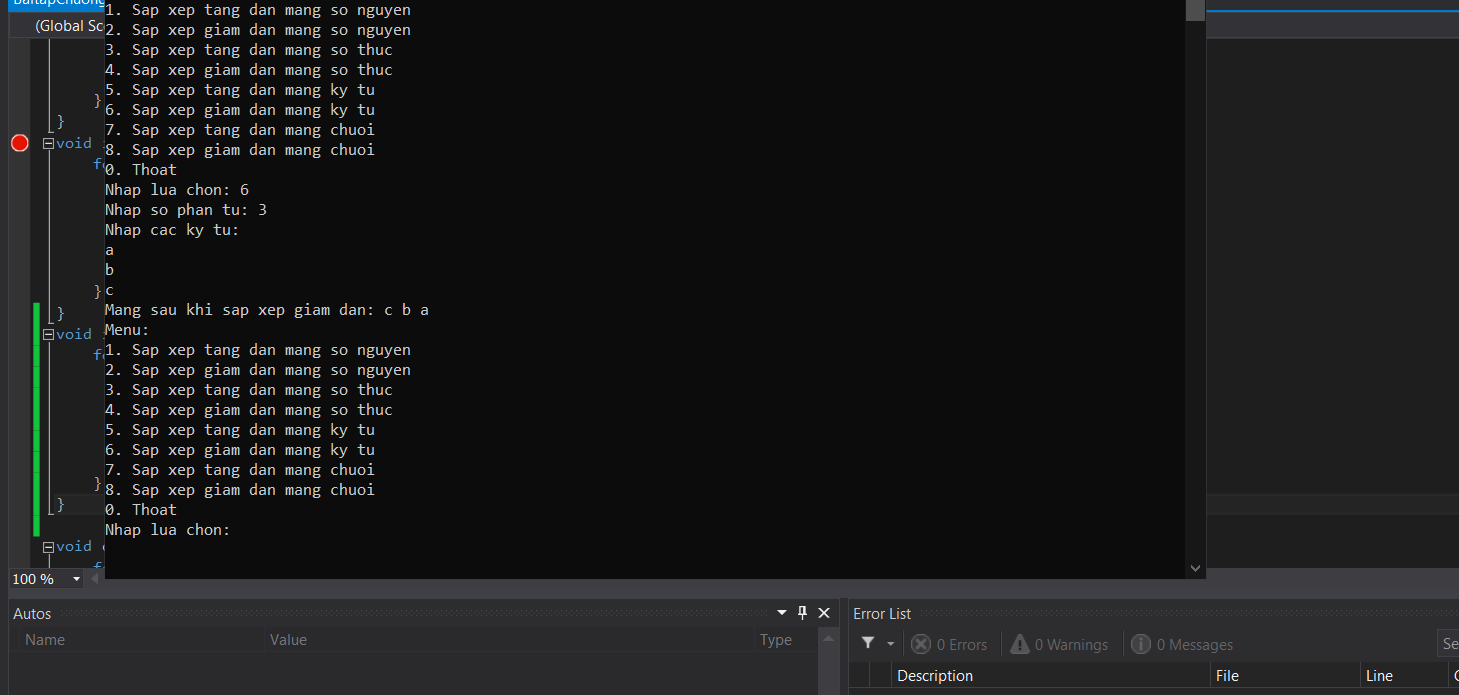 BaitapChuong
(Global Sc
}
}
void
fo
}
}
void
fo
}
}
void
1. Sap xep tang dan mang so nguyen
2. Sap xep giam dan mang so nguyen
3. Sap xep tang dan mang so thuc
4. Sap xep giam dan mang so thuc
5. Sap xep tang dan mang ky tu
6. Sap xep giam dan mang ky tu
7. Sap xep tang dan mang chuoi
8. Sap xep giam dan mang chuoi
0. Thoat
Nhap lua chon: 6
Nhap so phan tu: 3
Nhap cac ky tu:
a
b
c
Mang sau khi sap xep giam dan: c b a
Menu:
1. Sap xep tang dan mang so nguyen
2. Sap xep giam dan mang so nguyen
3. Sap xep tang dan mang so thuc
4. Sap xep giam dan mang so thuc
5. Sap xep tang dan mang ky tu
6. Sap xep giam dan mang ky tu
7. Sap xep tang dan mang chuoi
8. Sap xep giam dan mang chuoi
0. Thoat
Nhap lua chon:
100 %
Autos
Name Value Type
Error List
0 Errors 0 Warnings 0 Messages Se
Description File Line